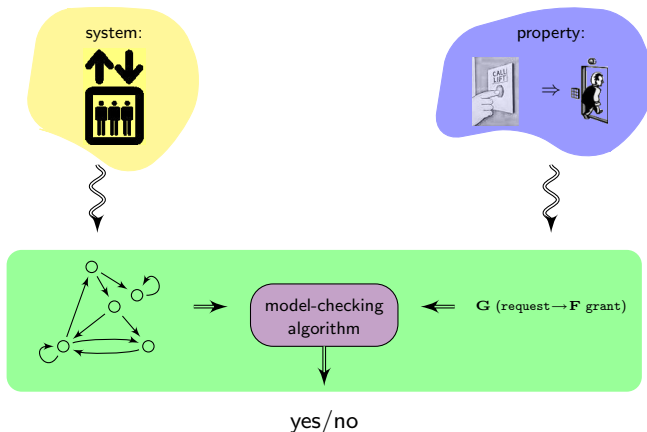 system:
property:
CALL
LIFT
⇒
model-checking
algorithm
G (request→F grant)
yes/no